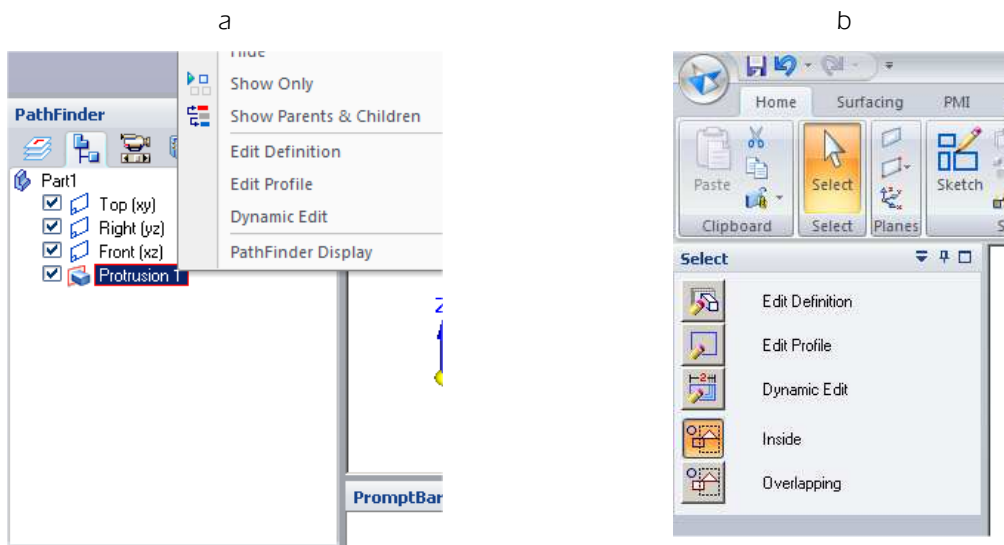 a
Hide
Show Only
Show Parents & Children
Edit Definition
Edit Profile
Dynamic Edit
PathFinder Display
PathFinder
Part1
Top (xy)
Right (yz)
Front (xz)
Protrusion 1
Z
PromptBar
b
Home Surfacing PMI
Paste
Select
Sketch
Clipboard Select Planes S
Select
Edit Definition
Edit Profile
2
Dynamic Edit
Inside
Overlapping